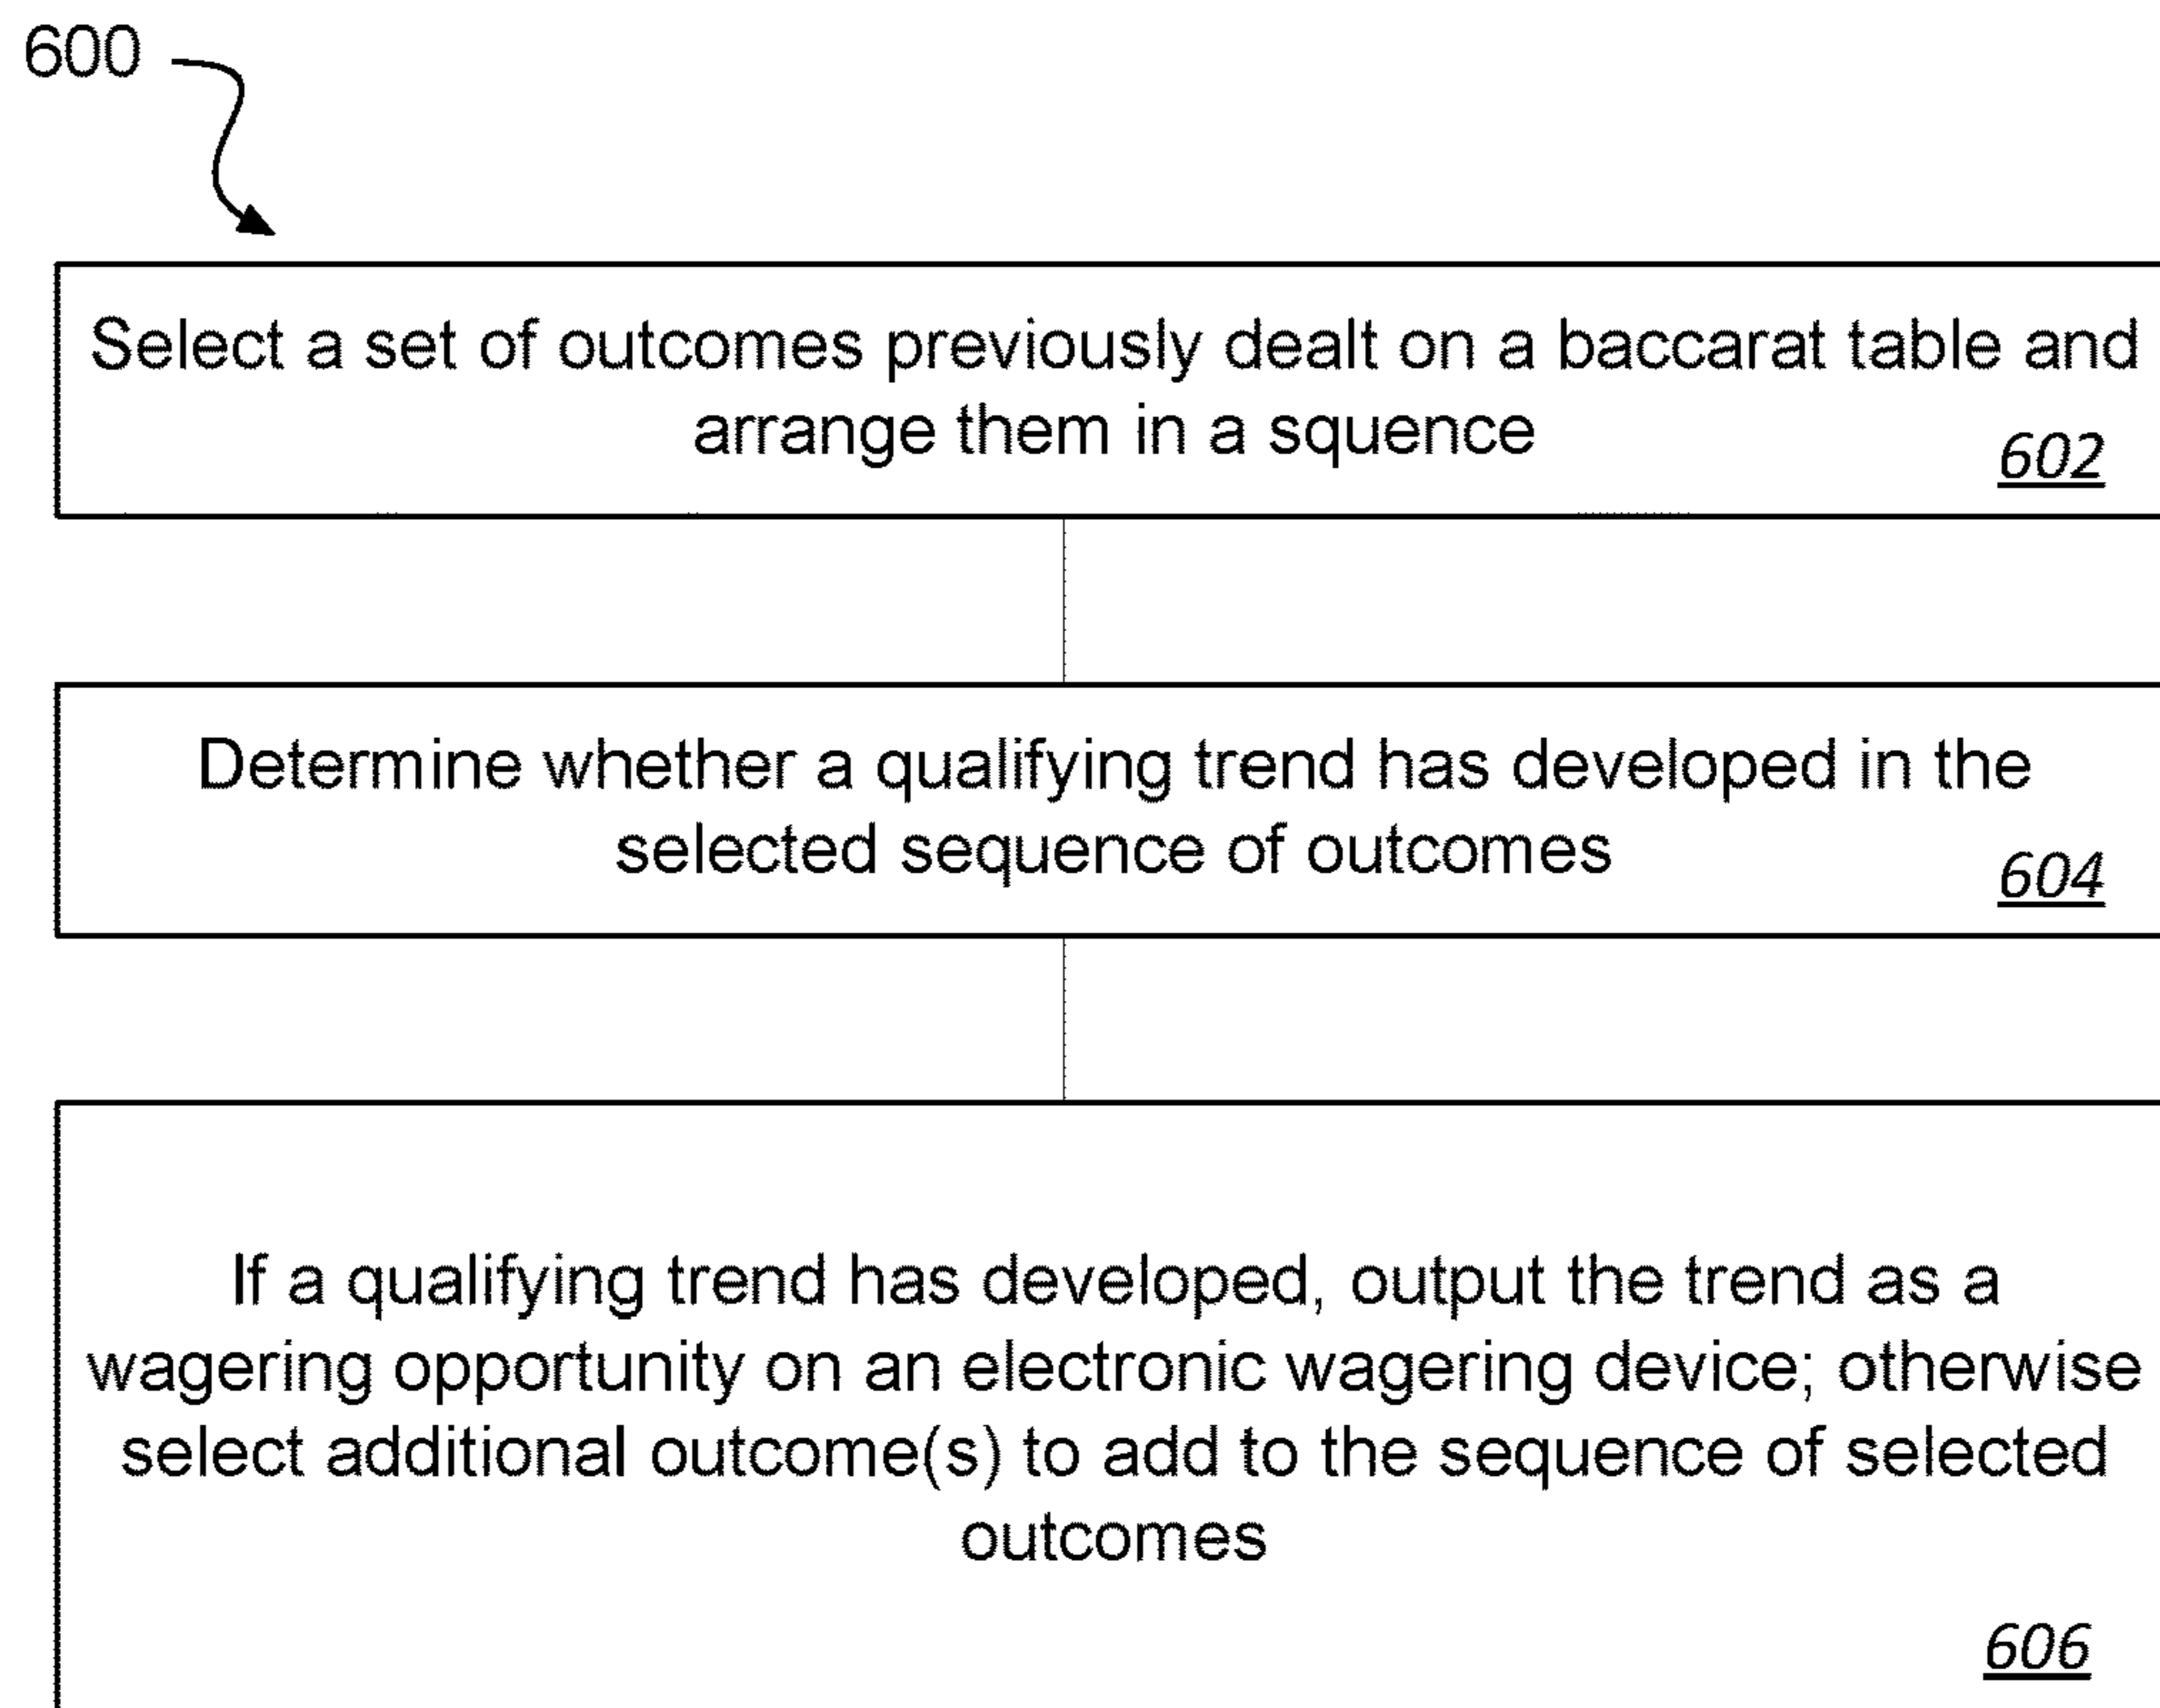 600
Select a set of outcomes previously dealt on a baccarat table and
arrange them in a squence
602
Determine whether a qualifying trend has developed in the
selected sequence of outcomes
604
If a qualifying trend has developed, output the trend as a
wagering opportunity on an electronic wagering device; otherwise
select additional outcome(s) to add to the sequence of selected
outcomes
606